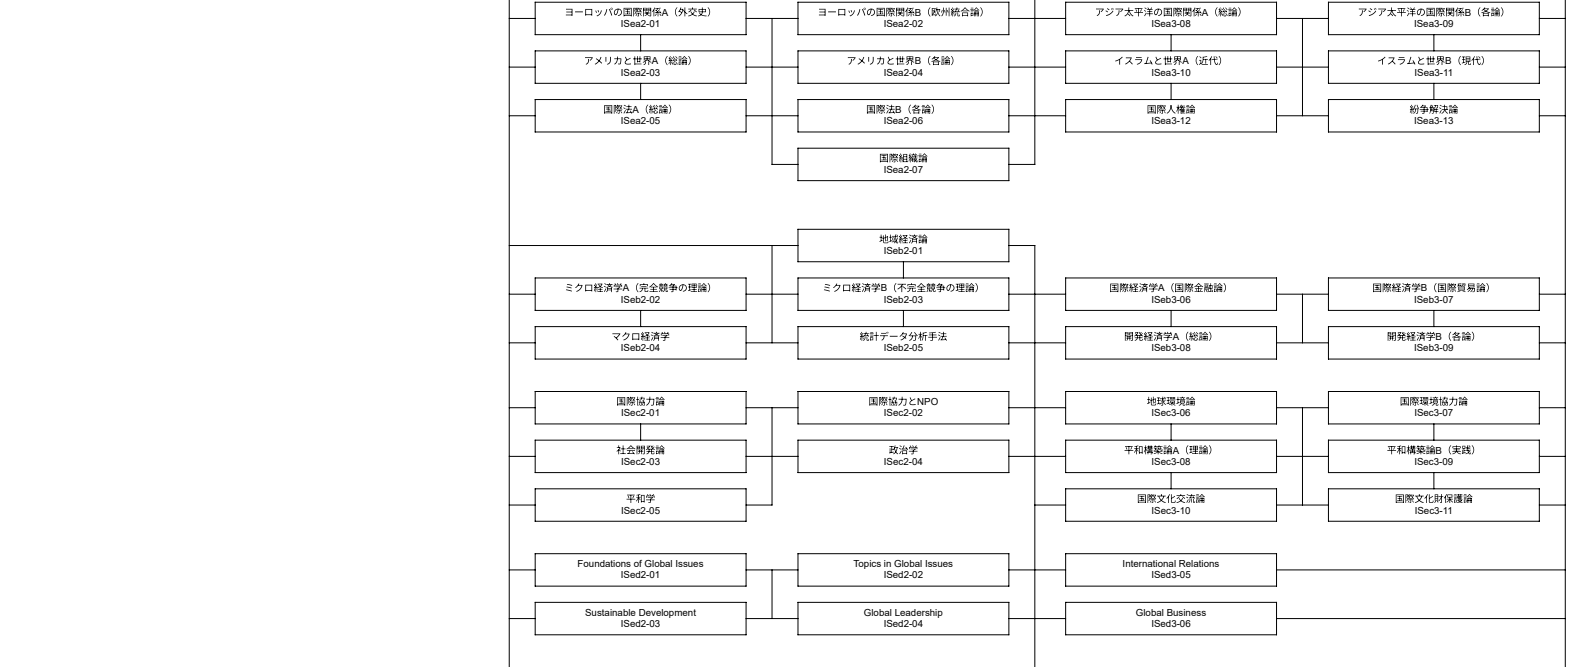 ヨーロッパの国際関係A（外交史）
ISea2-01
ヨーロッパの国際関係B（欧州統合論）
ISea2-02
アジア太平洋の国際関係A（総論）
ISea3-08
アジア太平洋の国際関係B（各論）
ISea3-09
アメリカと世界A（総論）
ISea2-03
アメリカと世界B（各論）
ISea2-04
イスラムと世界A（近代）
ISea3-10
イスラムと世界B（現代）
ISea3-11
国際法A（総論）
ISea2-05
国際法B（各論）
ISea2-06
国際人権論
ISea3-12
紛争解決論
ISea3-13
国際組織論
ISea2-07
地域経済論
ISeb2-01
ミクロ経済学A（完全競争の理論）
ISeb2-02
ミクロ経済学B（不完全競争の理論）
ISeb2-03
国際経済学A（国際金融論）
ISeb3-06
国際経済学B（国際貿易論）
ISeb3-07
マクロ経済学
ISeb2-04
統計データ分析手法
ISeb2-05
開発経済学A（総論）
ISeb3-08
開発経済学B（各論）
ISeb3-09
国際協力論
ISec2-01
国際協力とNPO
ISec2-02
地球環境論
ISec3-06
国際環境協力論
ISec3-07
社会開発論
ISec2-03
政治学
ISec2-04
平和構築論A（理論）
ISec3-08
平和構築論B（実践）
ISec3-09
平和学
ISec2-05
国際文化交流論
ISec3-10
国際文化財保護論
ISec3-11
Foundations of Global Issues
ISed2-01
Topics in Global Issues
ISed2-02
International Relations
ISed3-05
Sustainable Development
ISed2-03
Global Leadership
ISed2-04
Global Business
ISed3-06